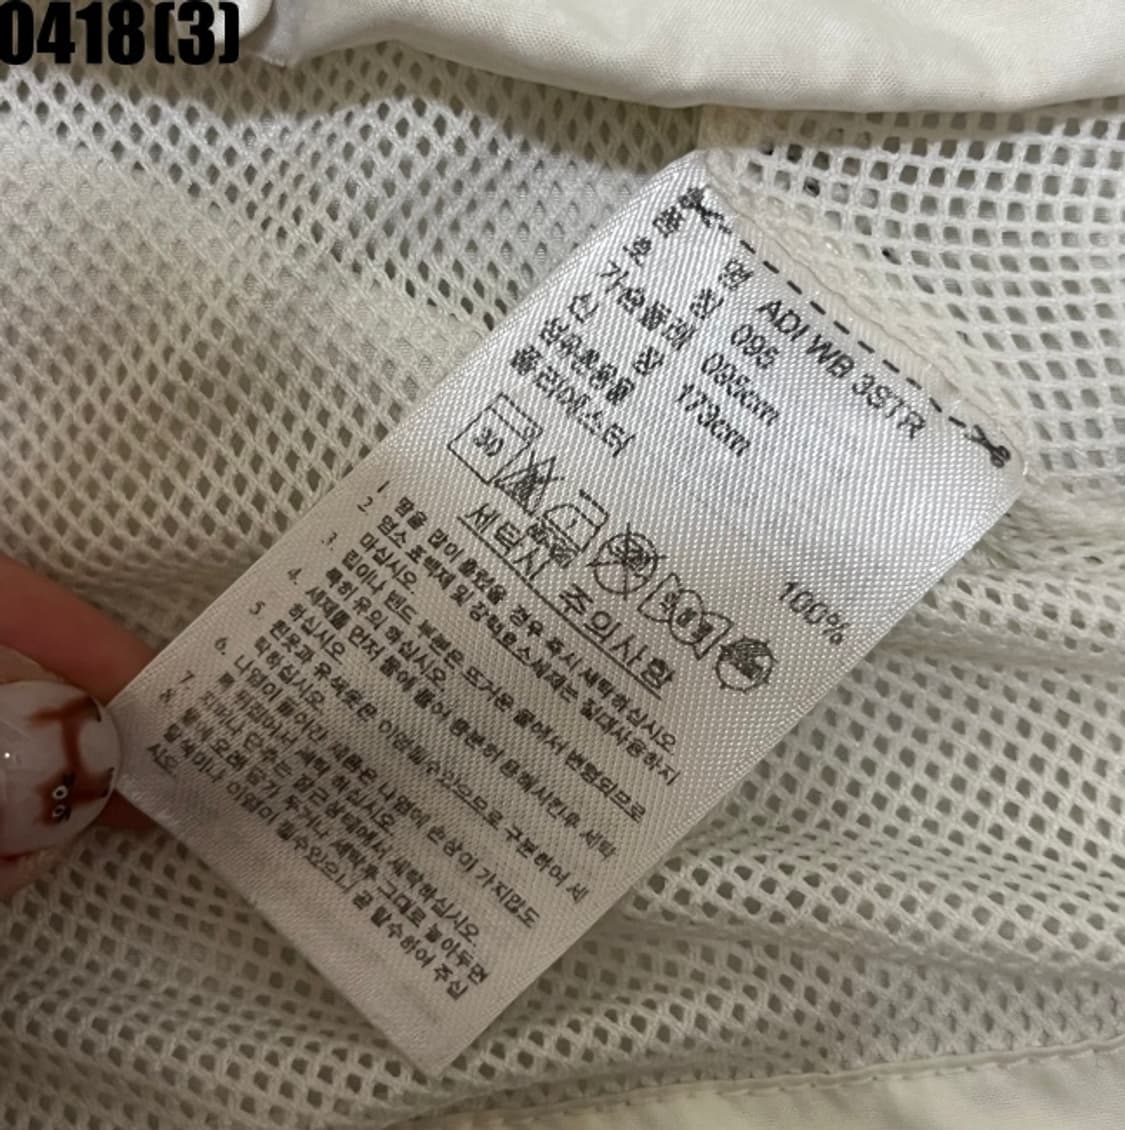 0418(3)
품 명 ADI WB 3STR
호 칭 095
가슴둘레 095cm
신 장 173cm
섬유혼용율
폴리에스터 100%
30
세탁시 주의사항
1 땀을 많이 흘렸을 경우 즉시 세탁하십시오.
2 염소 표백제 및 강력효소세제는 절대사용하지
마십시오.
3. 립이나 밴드 부분은 뜨거운 물에서 변형되므로
특히 유의 하십시오.
4. 세제를 먼저 물에 풀어 충분히 용해시킨후 세탁
하십시오.
5 흰옷과 유색옷은 이염될 수 있으므로 구분하여 세
탁하십시오.
6. 나염이 들어간 제품은 나염에 손상이 가지않도
록 뒤집어서 세탁 하십시오.
7. 지퍼나 단추는 잠근상태에서 세탁하십시오.
8 물에 오래 담가 두거나 세탁후 그대로 놓아두면
탈색이나 이염이 될수있으니 곧 탈수하여 주십
시오.